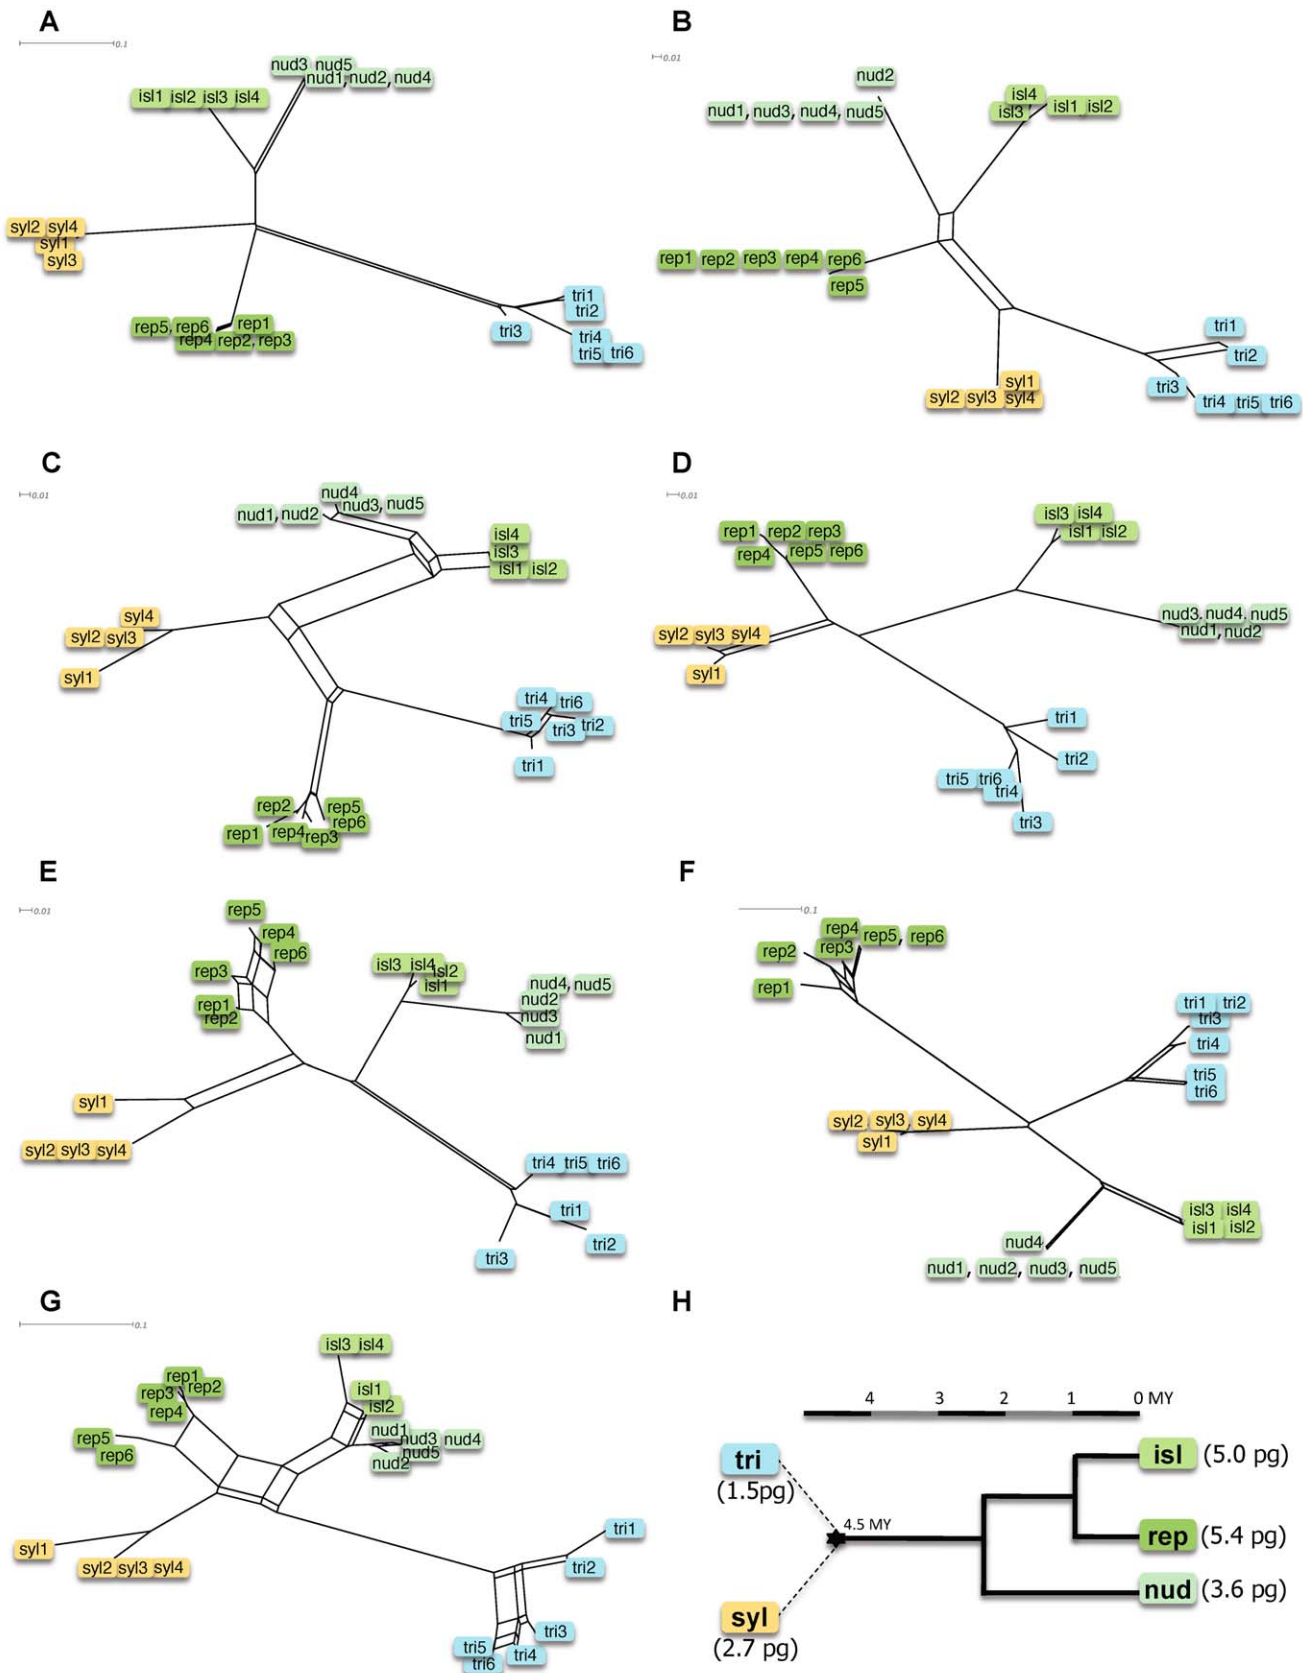 A
0.1
nud3 nud5
nud1, nud2, nud4
isl1 isl2 isl3 isl4
syl2 syl4
syl1
syl3
rep5, rep6 rep1
rep4 rep2, rep3
tri1
tri2
tri3
tri4
tri5 tri6
B
0.01
nud2
nud1, nud3, nud4, nud5
isl4
isl3 isl1 isl2
rep1 rep2 rep3 rep4 rep6
rep5
syl1
syl2 syl3 syl4
tri1
tri2
tri3
tri4 tri5 tri6
C
0.01
nud4
nud3, nud5
nud1, nud2
isl4
isl3
isl1 isl2
syl4
syl2 syl3
syl1
tri4 tri6
tri5 tri3 tri2
tri1
rep2 rep5
rep6
rep1 rep4 rep3
D
0.01
rep1 rep2 rep3
rep4 rep5 rep6
isl3 isl4
isl1 isl2
nud3, nud4, nud5
nud1, nud2
syl2 syl3 syl4
syl1
tri1
tri2
tri5 tri6
tri4
tri3
E
0.01
rep5
rep4
rep6
rep3
rep1
rep2
isl3 isl4 isl2
isl1
nud4, nud5
nud2
nud3
nud1
syl1
syl2 syl3 syl4
tri4 tri5 tri6
tri1
tri2
tri3
F
0.1
rep4
rep5, rep6
rep2 rep3
rep1
tri1 tri2
tri3
tri4
tri5
tri6
syl2 syl3, syl4
syl1
isl3 isl4
isl1 isl2
nud4
nud1, nud2, nud3, nud5
G
0.1
isl3 isl4
rep1
rep3 rep2
rep4
isl1
isl2
rep5
rep6
nud1
nud3 nud4
nud5
nud2
syl1
syl2 syl3 syl4
tri1
tri2
tri3
tri5 tri4
tri6
H
4 3 2 1 0 MY
tri
(1.5pg)
4.5 MY
syl
(2.7 pg)
isl (5.0 pg)
rep (5.4 pg)
nud (3.6 pg)